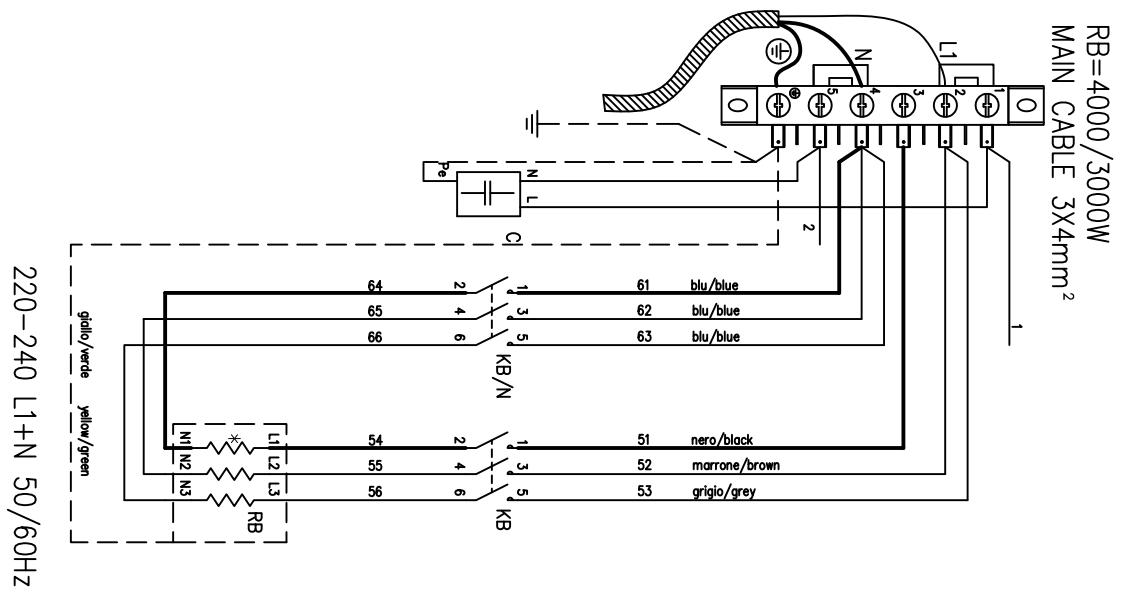 RB=4000/3000W
MAIN CABLE 3X4mm²
L1
N
5 4 3 2 1
Pe
N
L
C
2
1
64 2 1 61 blu/blue
65 4 3 62 blu/blue
66 6 5 63 blu/blue
KB/N
giallo/verde yellow/green
N1 L1 54 2 1 51 nero/black
N2 L2 55 4 3 52 marrone/brown
N3 L3 56 6 5 53 grigio/grey
RB
KB
220-240 L1+N 50/60Hz